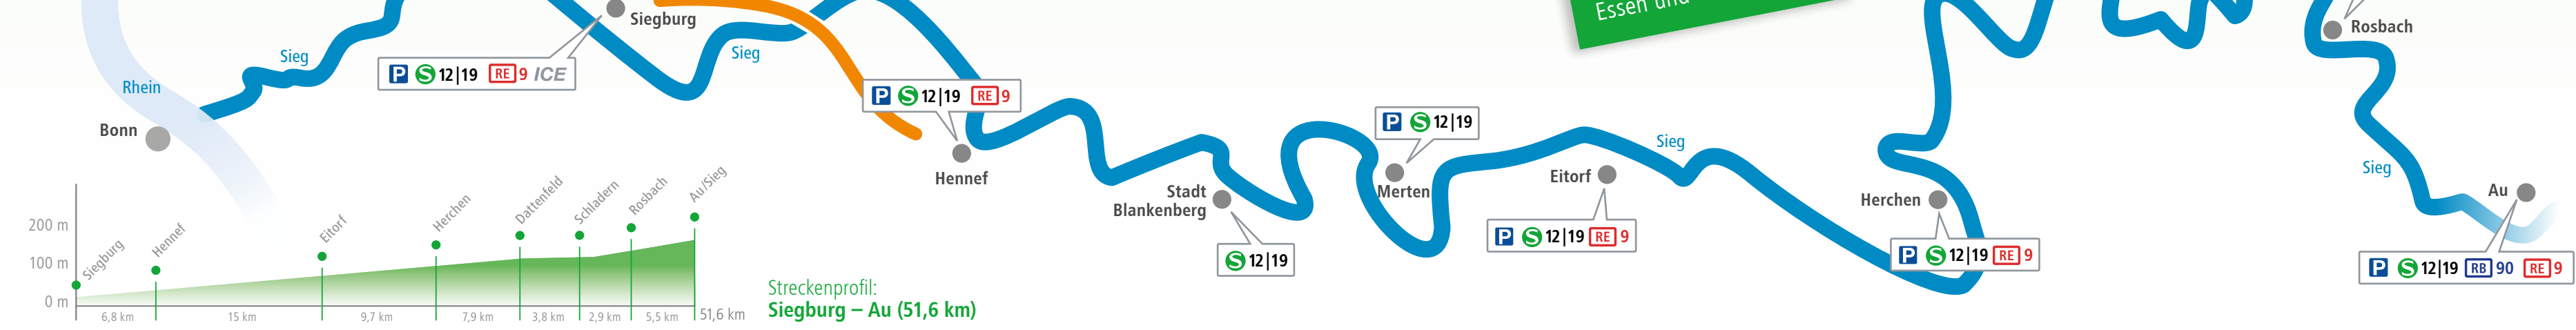 Essen und
Siegburg
Rosbach
Sieg
Sieg
P S 12|19 RE 9 ICE
Rhein
P S 12|19 RE 9
Bonn
P S 12|19
Sieg
Hennef
Sieg
Eitorf
Merten
Stadt
Blankenberg
Herchen
Au
P S 12|19 RE 9
S 12|19
P S 12|19 RE 9
P S 12|19 RB 90 RE 9
200 m
100 m
0 m
Siegburg
Hennef
Eitorf
Herchen
Dattenfeld
Schladern
Rosbach
Au/Sieg
6,8 km
15 km
9,7 km
7,9 km
3,8 km
2,9 km
5,5 km
51,6 km
Streckenprofil:
Siegburg – Au (51,6 km)